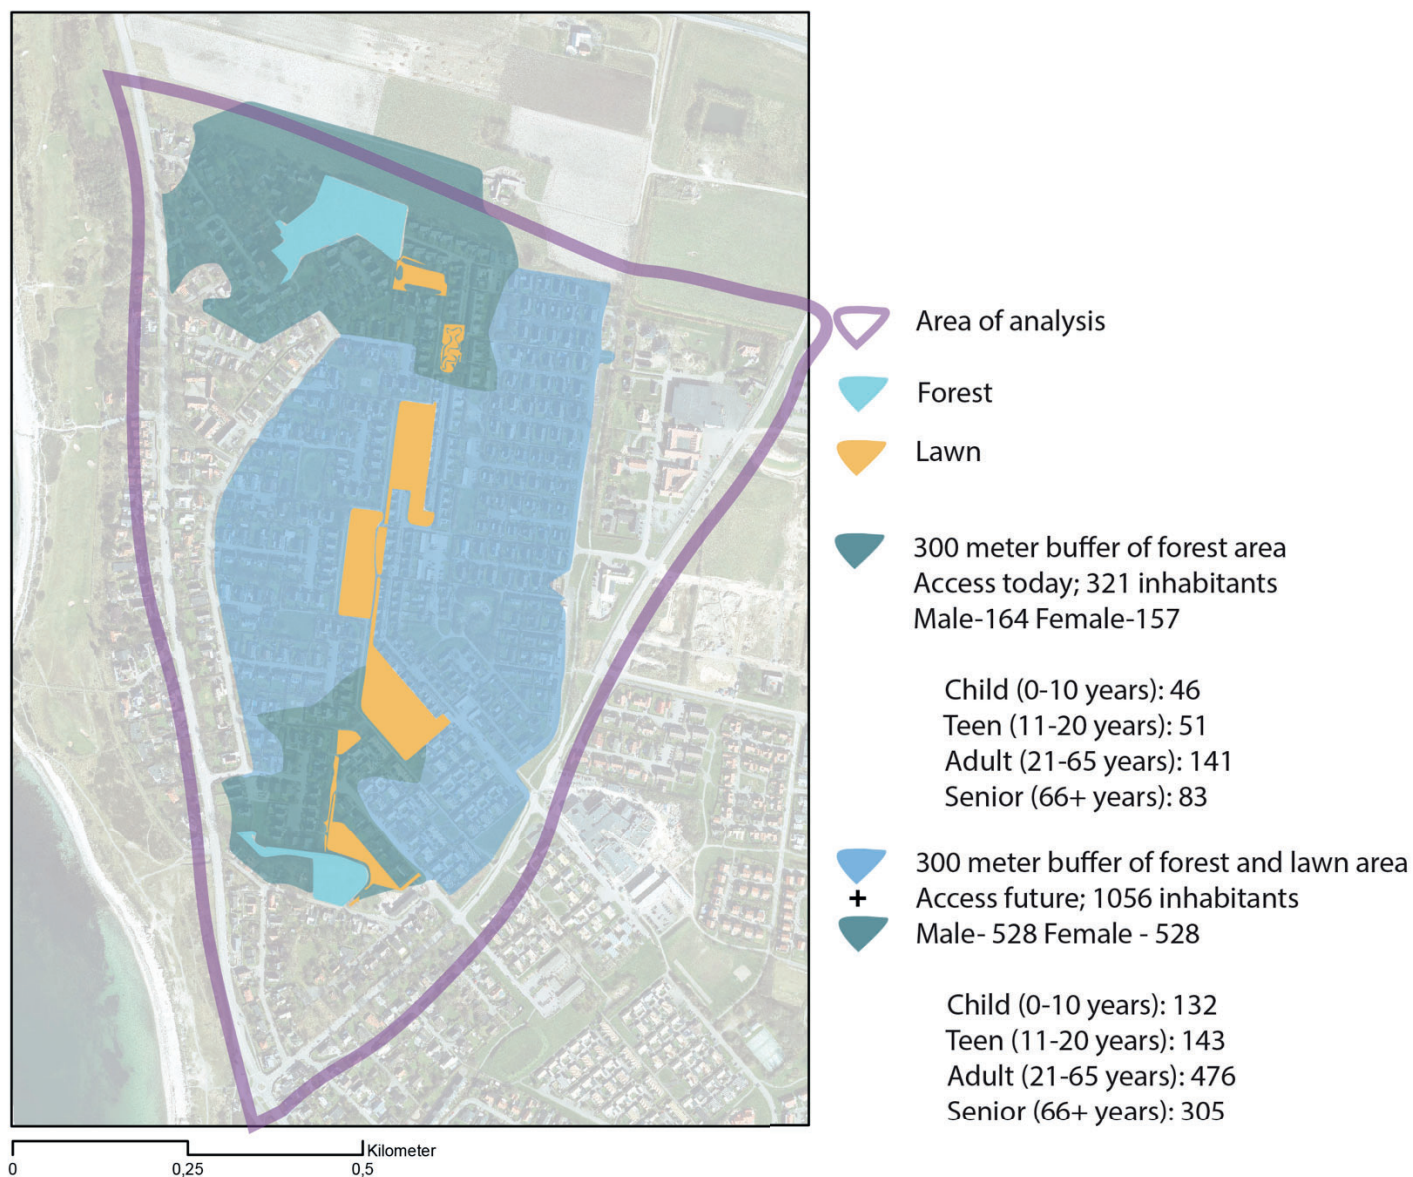 Area of analysis
Forest
Lawn
300 meter buffer of forest area
Access today; 321 inhabitants
Male-164 Female-157
Child (0-10 years): 46
Teen (11-20 years): 51
Adult (21-65 years): 141
Senior (66+ years): 83
300 meter buffer of forest and lawn area
+ Access future; 1056 inhabitants
Male- 528 Female - 528
Child (0-10 years): 132
Teen (11-20 years): 143
Adult (21-65 years): 476
Senior (66+ years): 305
Kilometer
0 0,25 0,5